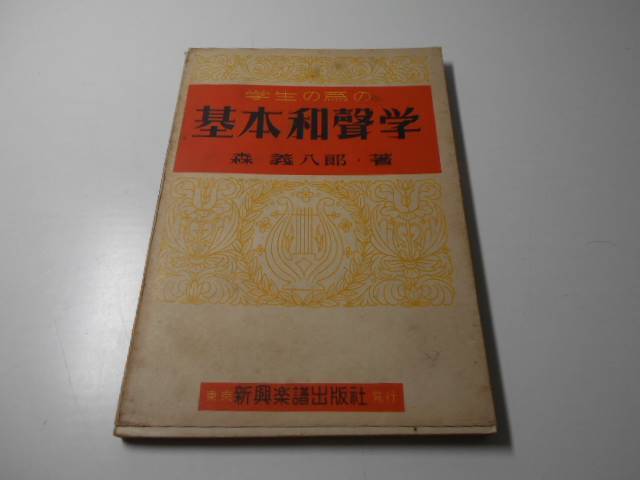 学生の爲の
基本和聲学
森 義八郎・著
東京 新興楽譜出版社 発行